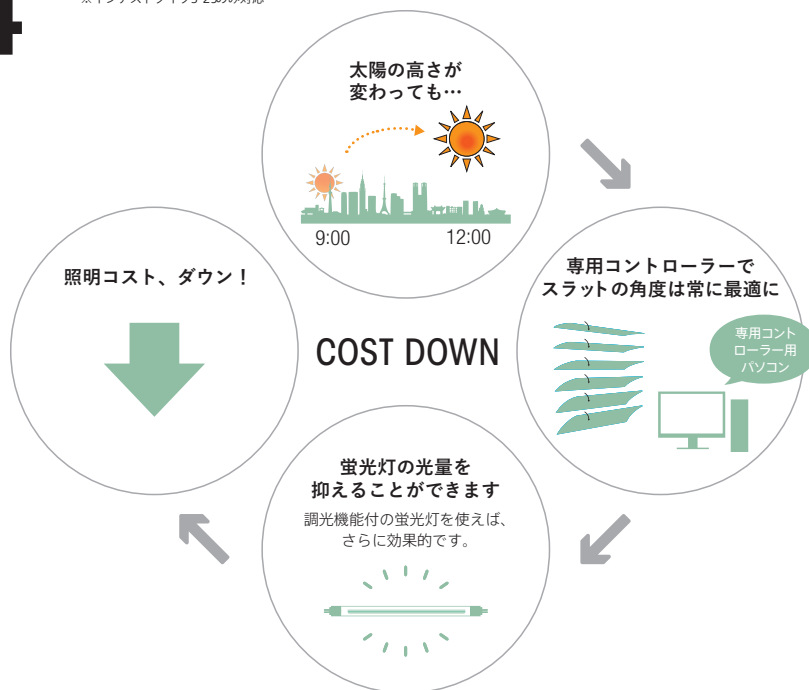 太陽の高さが
変わっても…
9:00
12:00
専用コントローラーで
スラットの角度は常に最適に
専用コント
ローラー用
パソコン
照明コスト、ダウン！
COST DOWN
蛍光灯の光量を
抑えることができます
調光機能付の蛍光灯を使えば、
さらに効果的です。